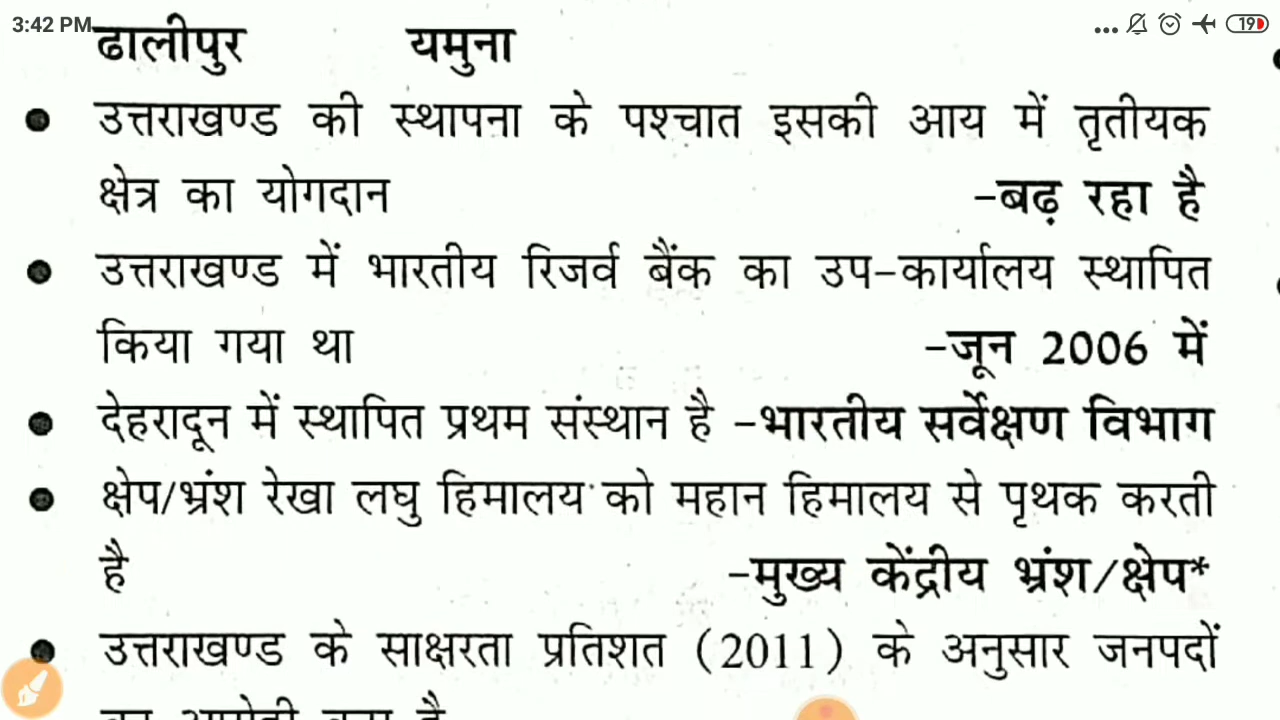 3:42 PM
... 19
ढालीपुर यमुना
● उत्तराखण्ड की स्थापना के पश्चात इसकी आय में तृतीयक
क्षेत्र का योगदान -बढ़ रहा है
● उत्तराखण्ड में भारतीय रिजर्व बैंक का उप-कार्यालय स्थापित
किया गया था -जून 2006 में
● देहरादून में स्थापित प्रथम संस्थान है -भारतीय सर्वेक्षण विभाग
● क्षेप/भ्रंश रेखा लघु हिमालय को महान हिमालय से पृथक करती
है -मुख्य केंद्रीय भ्रंश/क्षेप*
● उत्तराखण्ड के साक्षरता प्रतिशत (2011) के अनुसार जनपदों